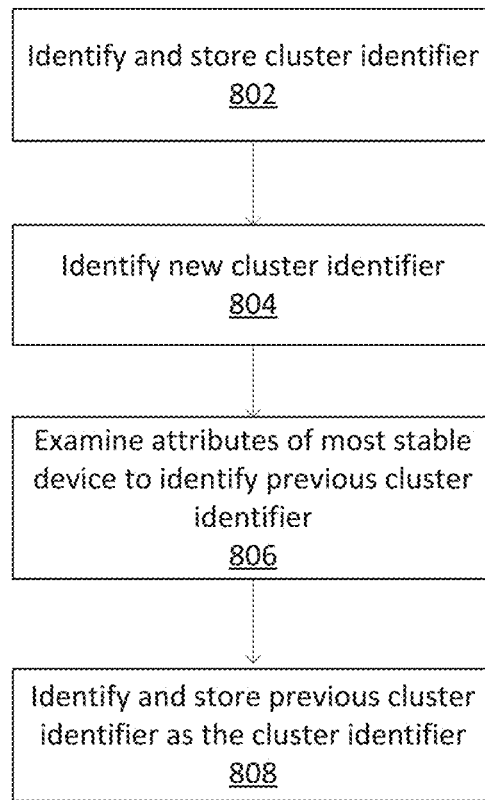 Identify and store cluster identifier
802
Identify new cluster identifier
804
Examine attributes of most stable
device to identify previous cluster
identifier
806
Identify and store previous cluster
identifier as the cluster identifier
808